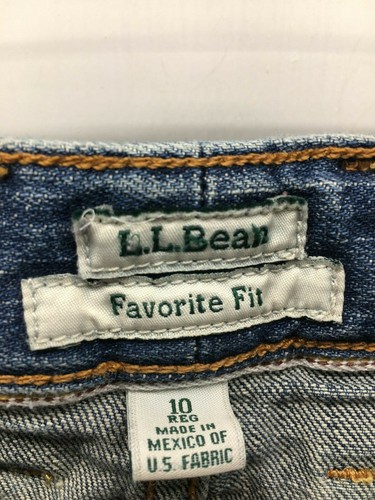 L.L.Bean
Favorite Fit
10
REG
MADE IN
MEXICO OF
U.S. FABRIC